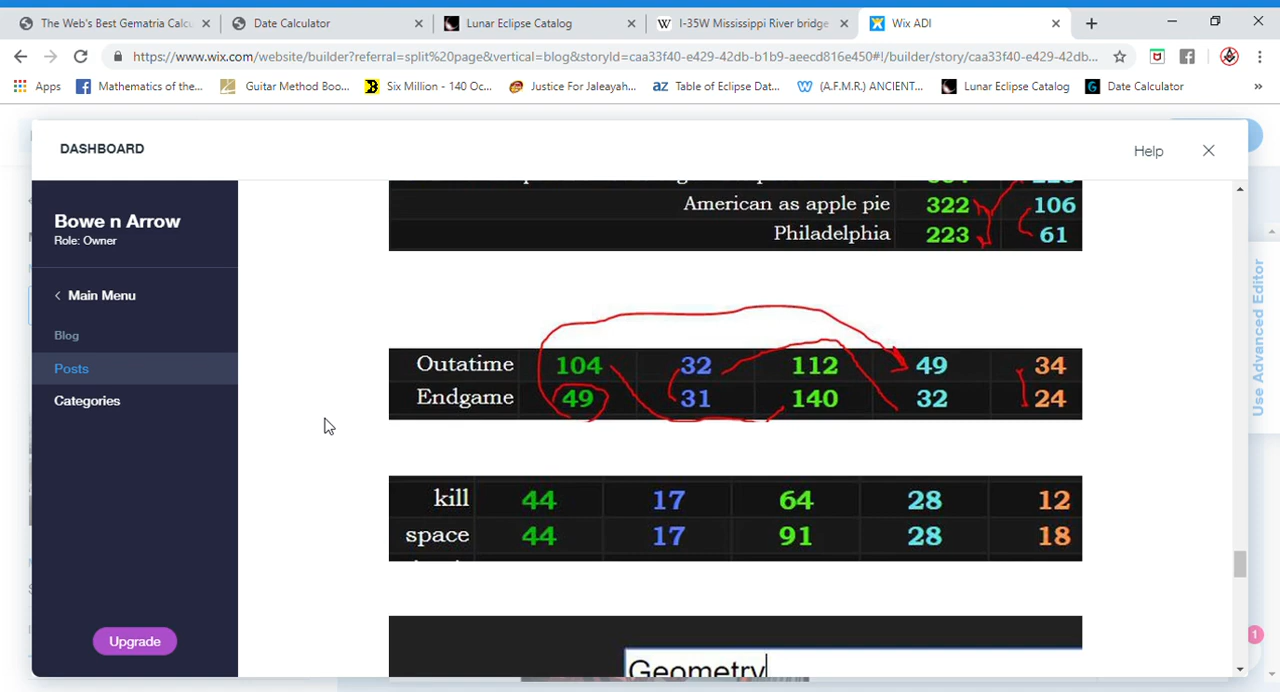 The Web's Best Gematria Calcu
Date Calculator
Lunar Eclipse Catalog
I-35W Mississippi River bridge
Wix ADI
https://www.wix.com/website/builder?referral=split%20page&vertical=blog&storyId=caa33f40-e429-42db-b1b9-aeecd816e450#!/builder/story/caa33f40-e429-42db-b1b9-aeecd8...
Apps
Mathematics of the...
Guitar Method Boo...
Six Million - 140 Oc...
Justice For Jaleayah...
Table of Eclipse Dat...
(A.F.M.R.) ANCIENT...
Lunar Eclipse Catalog
Date Calculator
DASHBOARD
Help
Bowe n Arrow
Role: Owner
Main Menu
Blog
Posts
Categories
Upgrade
American as apple pie 322 106
Philadelphia 223 61
Outatime 104 32 112 49 34
Endgame 49 31 140 32 24
kill 44 17 64 28 12
space 44 17 91 28 18
Geometry
Use Advanced Editor
1